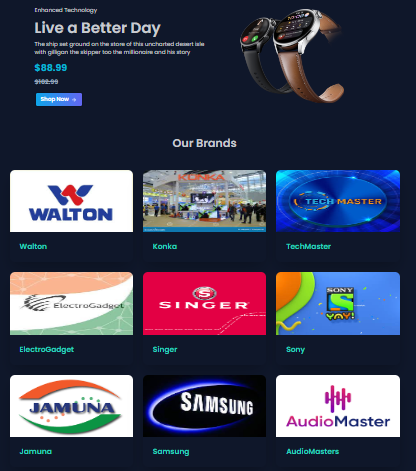 Enhanced Technology
Live a Better Day
The ship set ground on the store of this uncharted desert isle
with gilligan the skipper too the millionaire and his story
$88.99
$162.99
Shop Now →
Our Brands
WALTON
KONKA
TECH MASTER
Walton
Konka
TechMaster
ElectroGadget
SINGER
SONY
YAY!
ElectroGadget
Singer
Sony
JAMUNA
SAMSUNG
AudioMaster
Jamuna
Samsung
AudioMasters